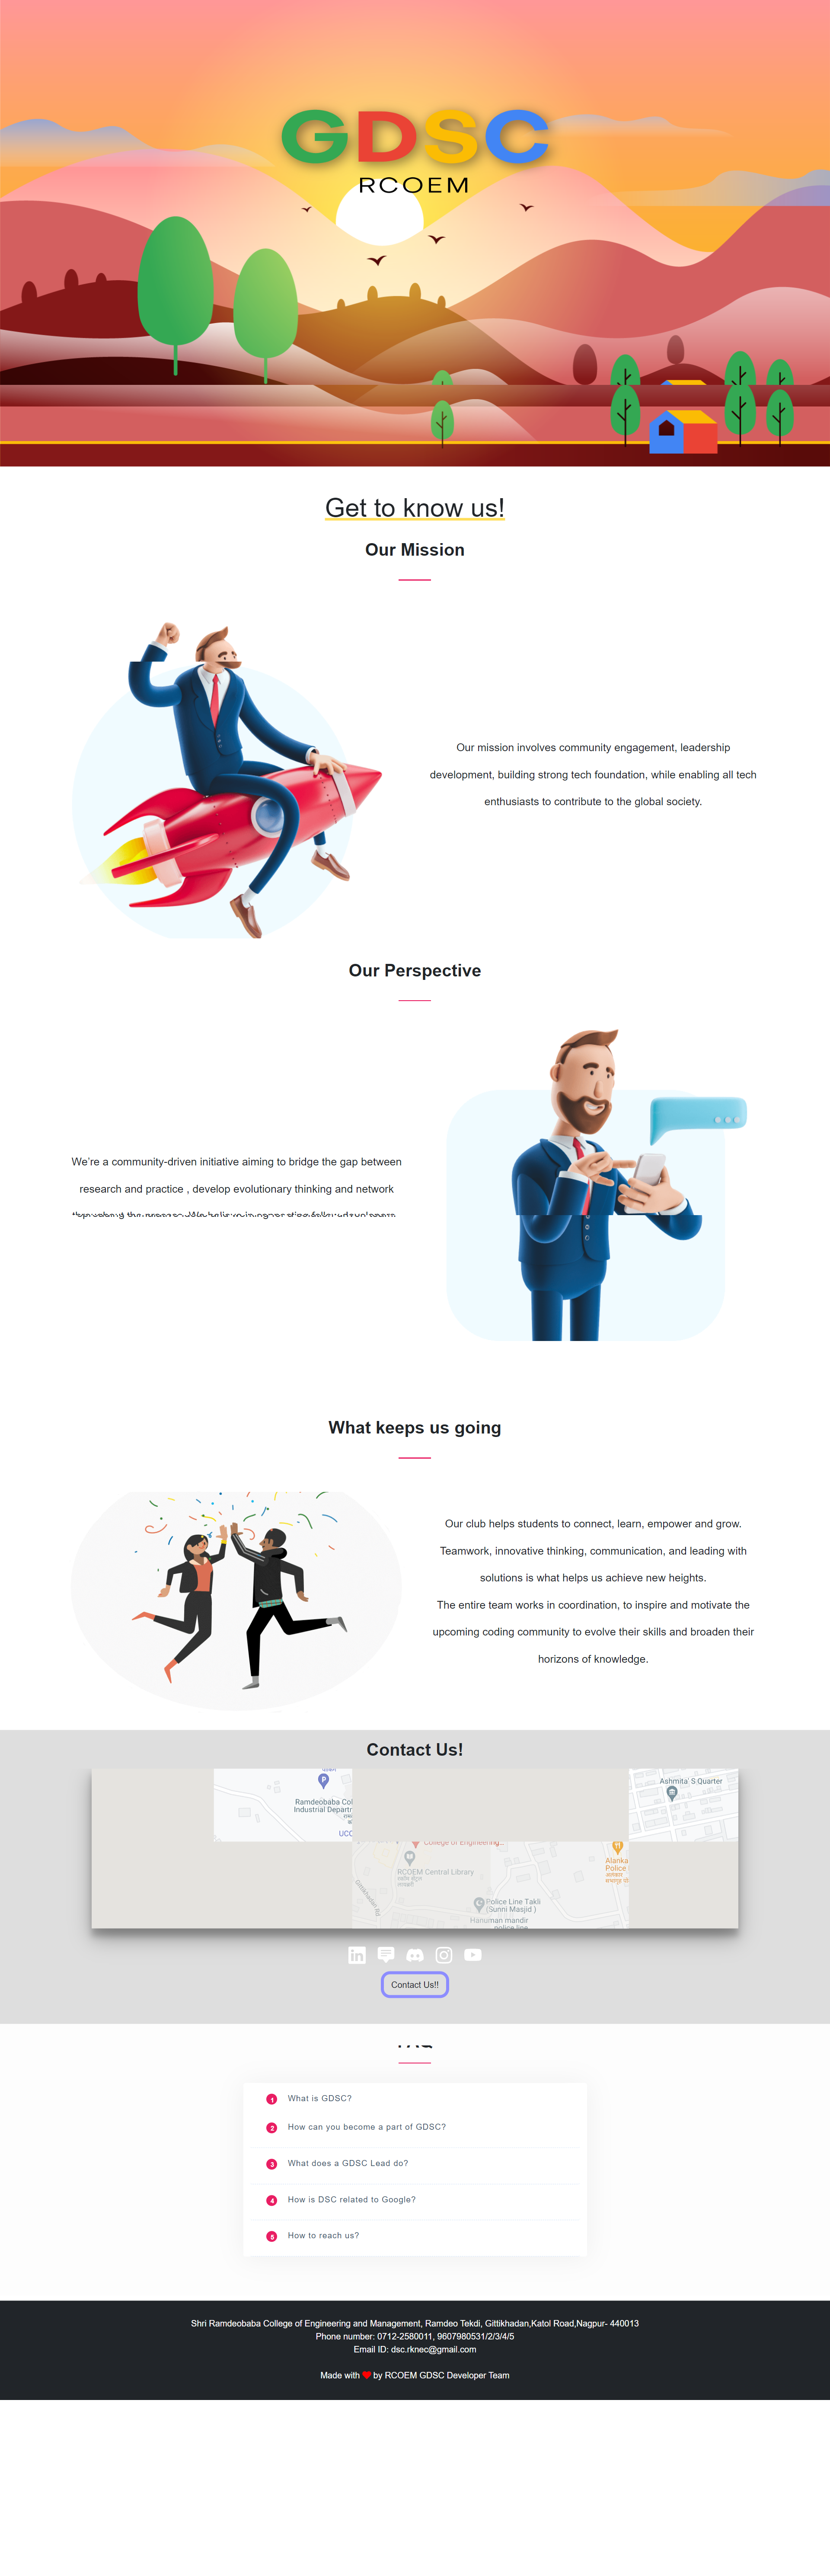 GDSC
RCOEM
Get to know us!
Our Mission
Our mission involves community engagement, leadership
development, building strong tech foundation, while enabling all tech
enthusiasts to contribute to the global society.
Our Perspective
We're a community-driven initiative aiming to bridge the gap between
research and practice , develop evolutionary thinking and network
What keeps us going
Our club helps students to connect, learn, empower and grow.
Teamwork, innovative thinking, communication, and leading with
solutions is what helps us achieve new heights.
The entire team works in coordination, to inspire and motivate the
upcoming coding community to evolve their skills and broaden their
horizons of knowledge.
Contact Us!
P
Ramdeobaba Col
Industrial Departr
UCC
Ashmita' S Quarter
College of Engineering...
RCOEM Central Library
Gittikhadan Rd
Police Line Takli
(Sunni Masjid )
Hanuman mandir
police line
Alanka
Police
Contact Us!!
1 What is GDSC?
2 How can you become a part of GDSC?
3 What does a GDSC Lead do?
4 How is DSC related to Google?
5 How to reach us?
Shri Ramdeobaba College of Engineering and Management, Ramdeo Tekdi, Gittikhadan,Katol Road,Nagpur- 440013
Phone number: 0712-2580011, 9607980531/2/3/4/5
Email ID: dsc.rknec@gmail.com
Made with ❤ by RCOEM GDSC Developer Team